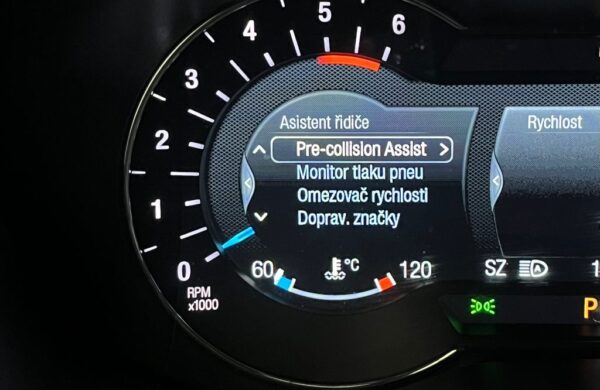 5
6
4
3
2
1
0
RPM
x1000
Asistent řidiče
Pre-collision Assist
Monitor tlaku pneu
Omezovač rychlosti
Doprav. značky
60
°C
120
Rychlost
SZ
A
1
P